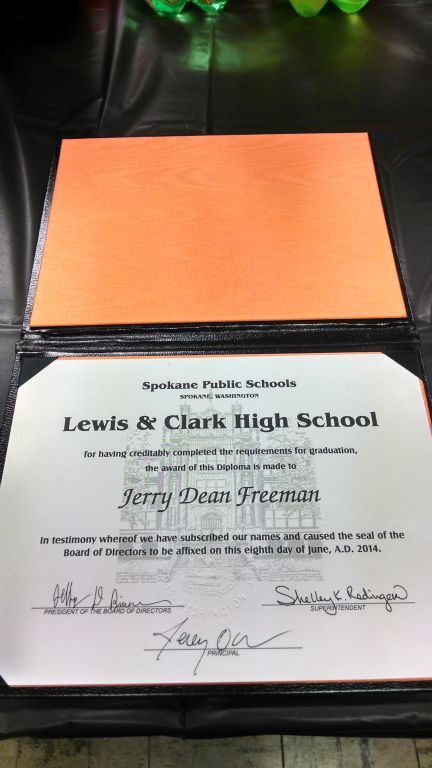 Spokane Public Schools
SPOKANE, WASHINGTON
Lewis & Clark High School
for having creditably completed the requirements for graduation,
the award of this Diploma is made to
Jerry Dean Freeman
In testimony whereof we have subscribed our names and caused the seal of the
Board of Directors to be affixed on this eighth day of June, A.D. 2014.
Shelley K. Redinger
PRESIDENT OF THE BOARD OF DIRECTORS
SUPERINTENDENT
PRINCIPAL